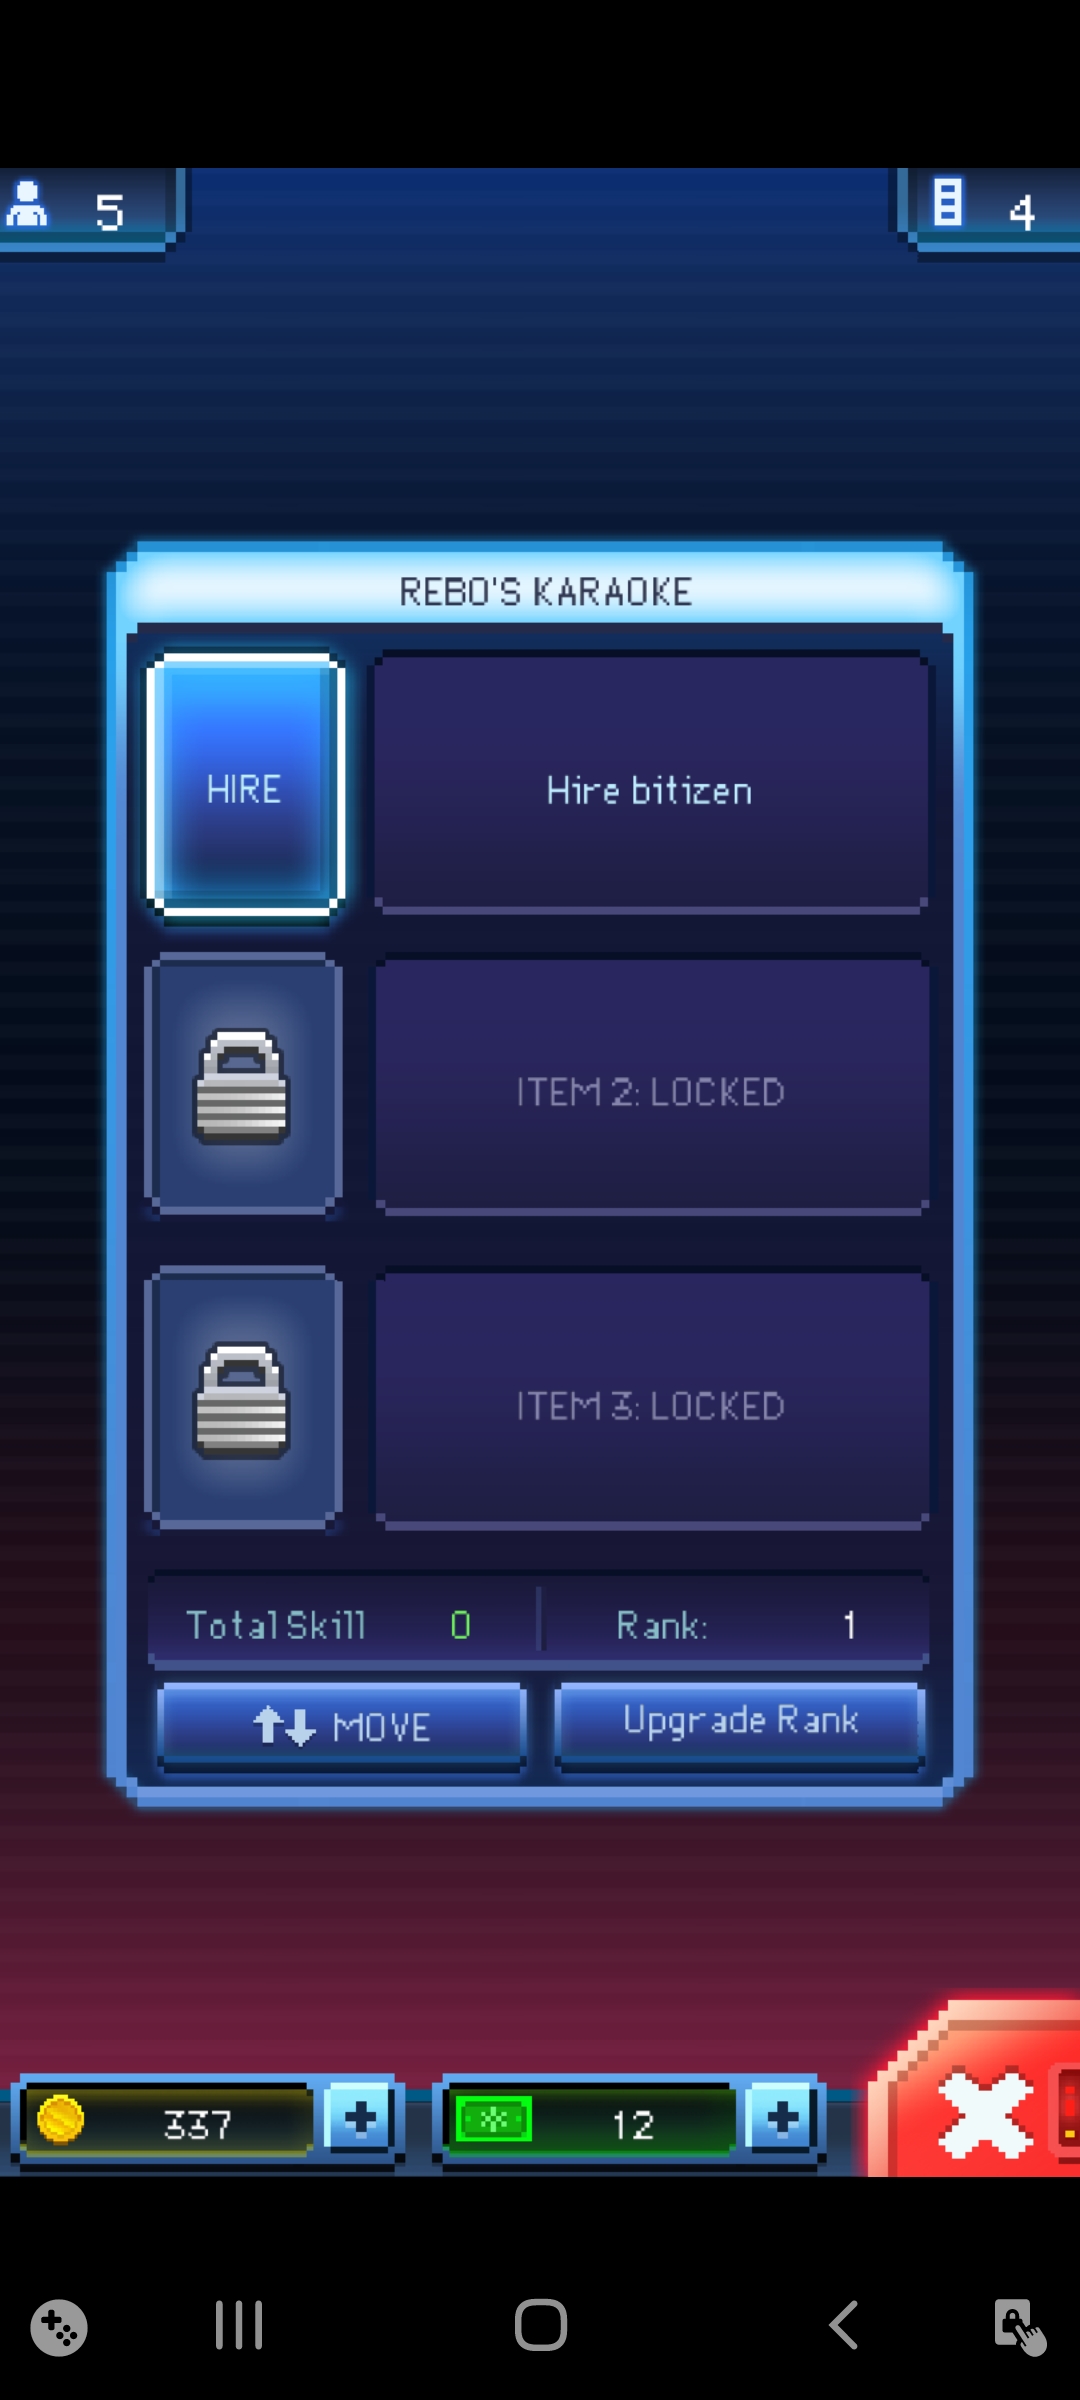 5
4
REBO'S KARAOKE
HIRE
Hire bitizen
ITEM 2: LOCKED
ITEM 3: LOCKED
Total Skill 0 Rank: 1
MOVE Upgrade Rank
337 12